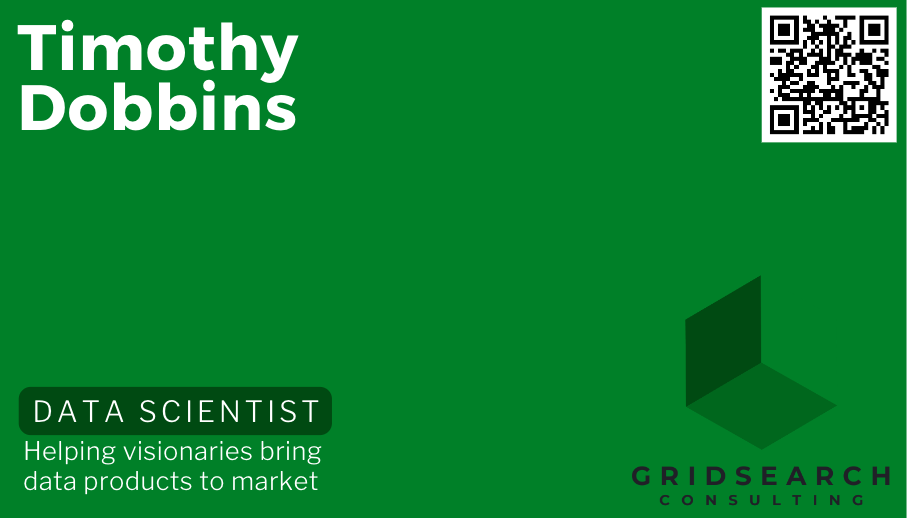 Timothy
Dobbins
DATA SCIENTIST
Helping visionaries bring
data products to market
GRIDSEARCH
CONSULTING